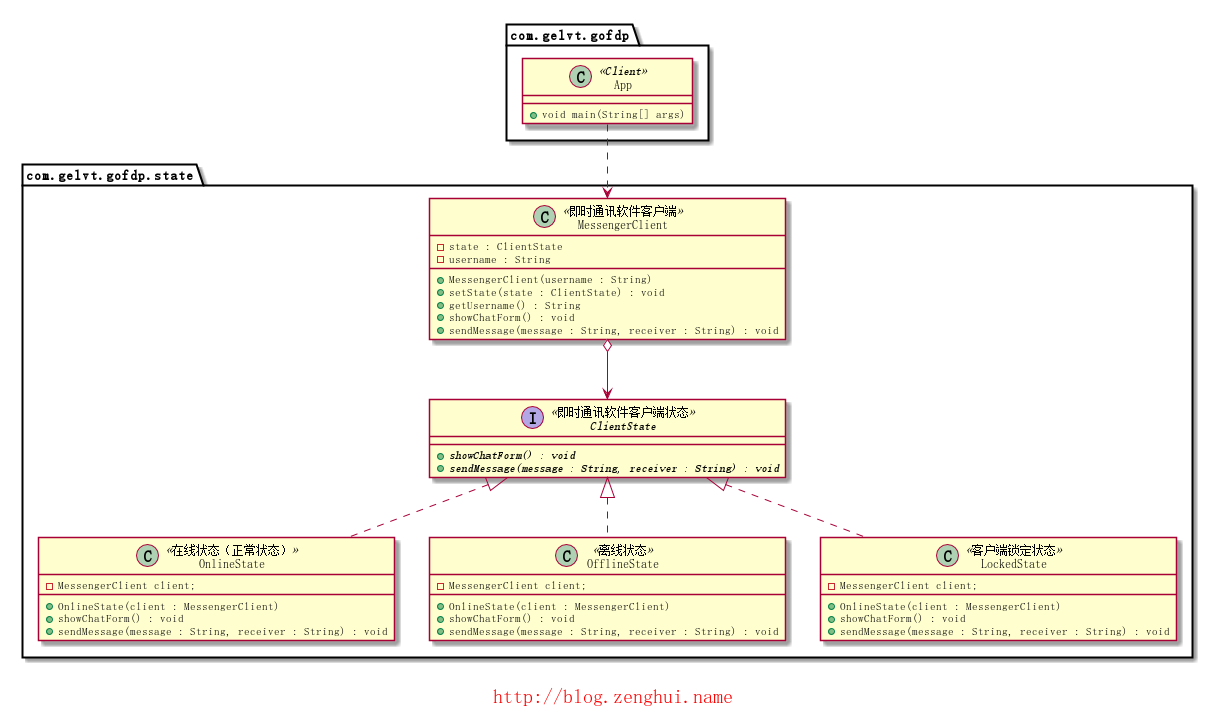 com.gelvt.gofdp
C
«Client»
App
void main(String[] args)
com.gelvt.gofdp.state
C
«即时通讯软件客户端»
MessengerClient
state : ClientState
username : String
MessengerClient(username : String)
setState(state : ClientState) : void
getUsername() : String
showChatForm() : void
sendMessage(message : String, receiver : String) : void
I
«即时通讯软件客户端状态»
ClientState
showChatForm() : void
sendMessage(message : String, receiver : String) : void
C
«在线状态（正常状态）»
OnlineState
MessengerClient client;
OnlineState(client : MessengerClient)
showChatForm() : void
sendMessage(message : String, receiver : String) : void
C
«离线状态»
OfflineState
MessengerClient client;
OnlineState(client : MessengerClient)
showChatForm() : void
sendMessage(message : String, receiver : String) : void
C
«客户端锁定状态»
LockedState
MessengerClient client;
OnlineState(client : MessengerClient)
showChatForm() : void
sendMessage(message : String, receiver : String) : void
http://blog.zenghui.name